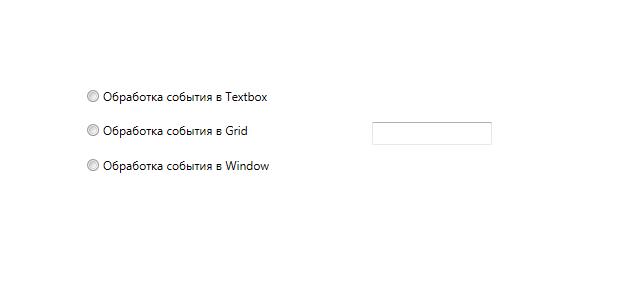 Обработка события в Textbox
Обработка события в Grid
Обработка события в Window